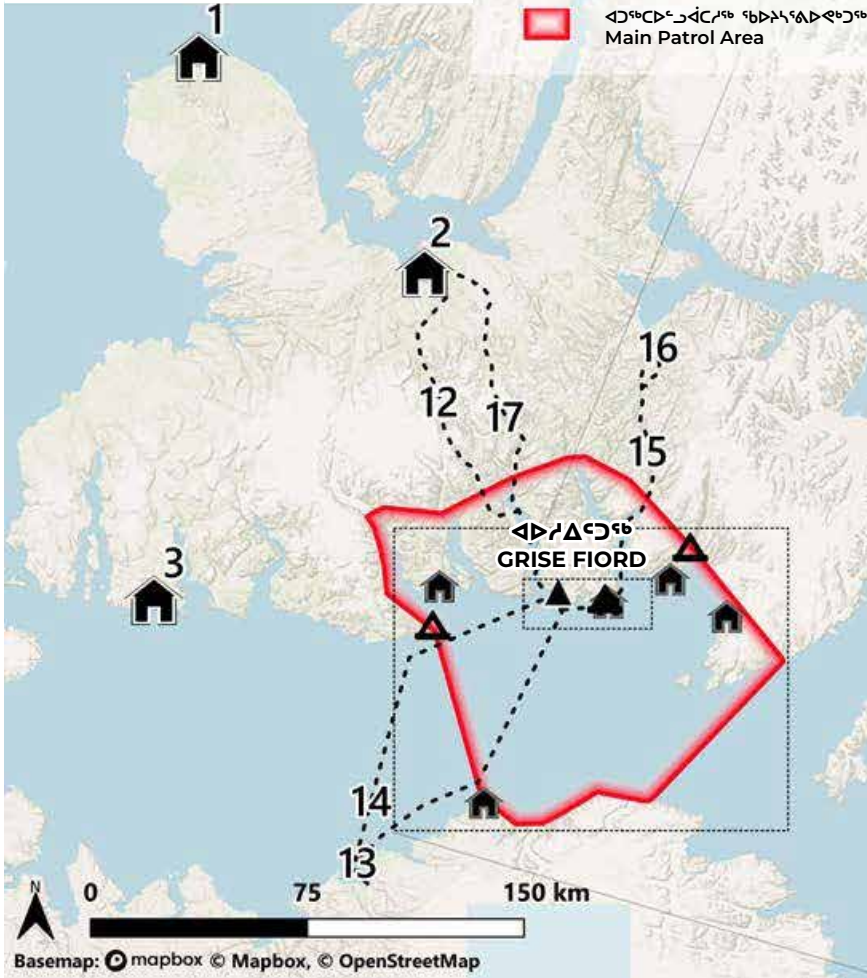 1
ᖃᐅᔨᓴᕐᕕᐅᕙᒃᑐᖅ
Main Patrol Area
2
16
12
17
15
ᐊᐅᔪᐃᑦᑐᖅ
GRISE FIORD
3
14
13
N
0 75 150 km
Basemap: mapbox © Mapbox, © OpenStreetMap